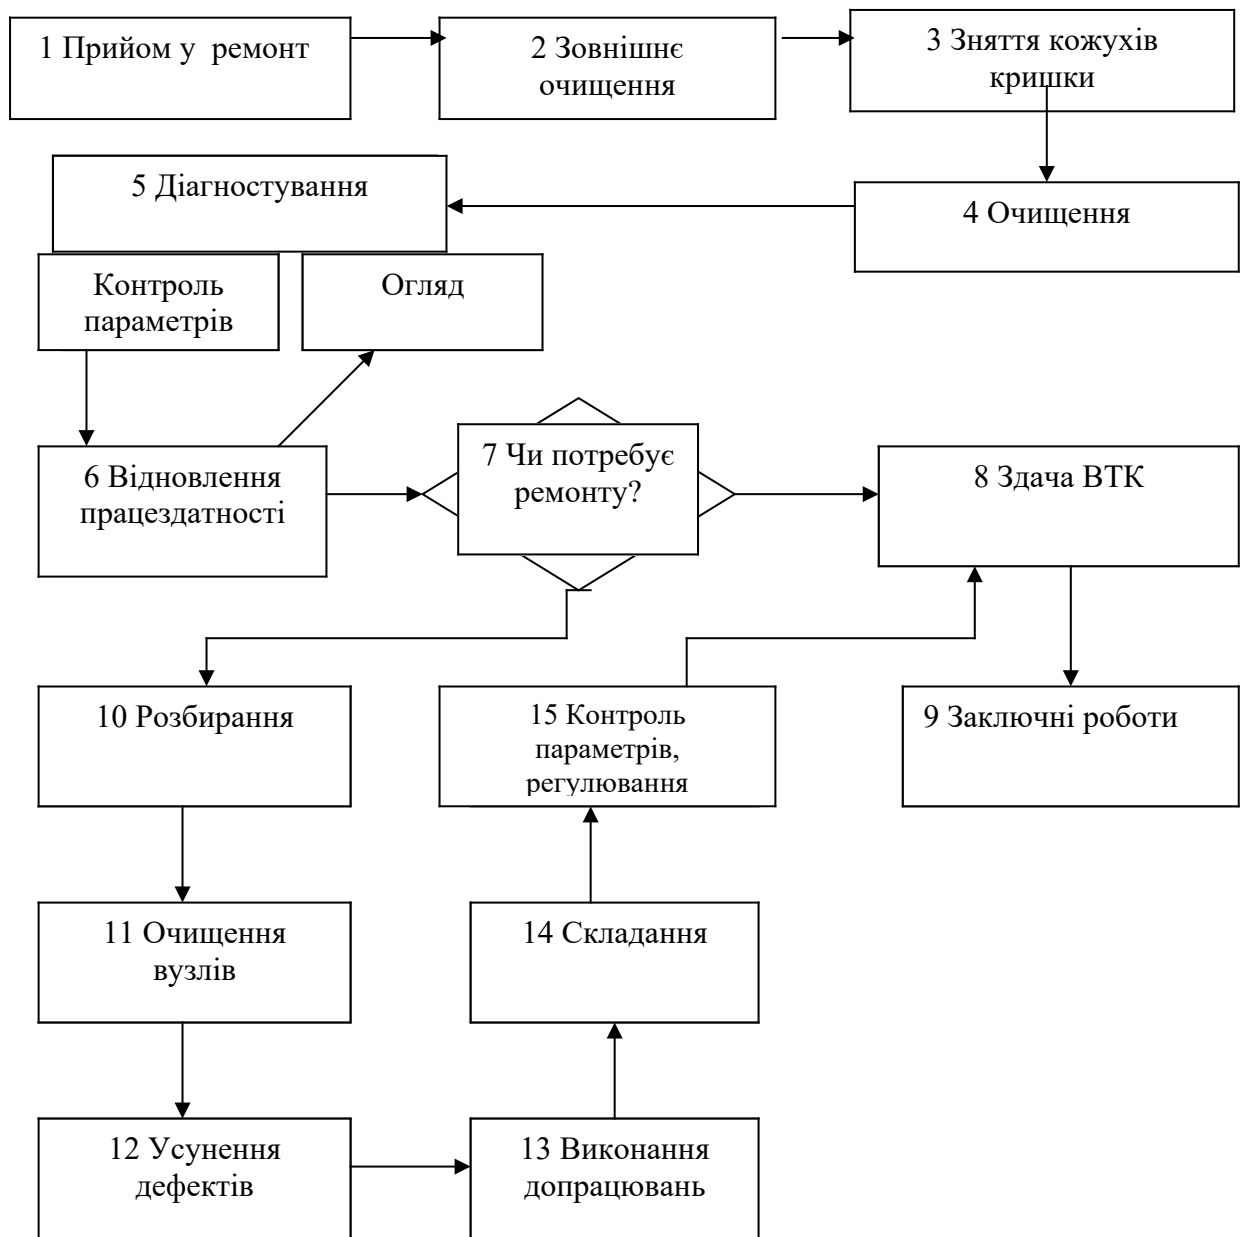 1 Прийом у ремонт
2 Зовнішнє
очищення
3 Зняття кожухів
кришки
5 Діагностування
4 Очищення
Контроль
параметрів
Огляд
6 Відновлення
працездатності
7 Чи потребує
ремонту?
8 Здача ВТК
10 Розбирання
15 Контроль
параметрів,
регулювання
9 Заключні роботи
11 Очищення
вузлів
14 Складання
12 Усунення
дефектів
13 Виконання
допрацювань